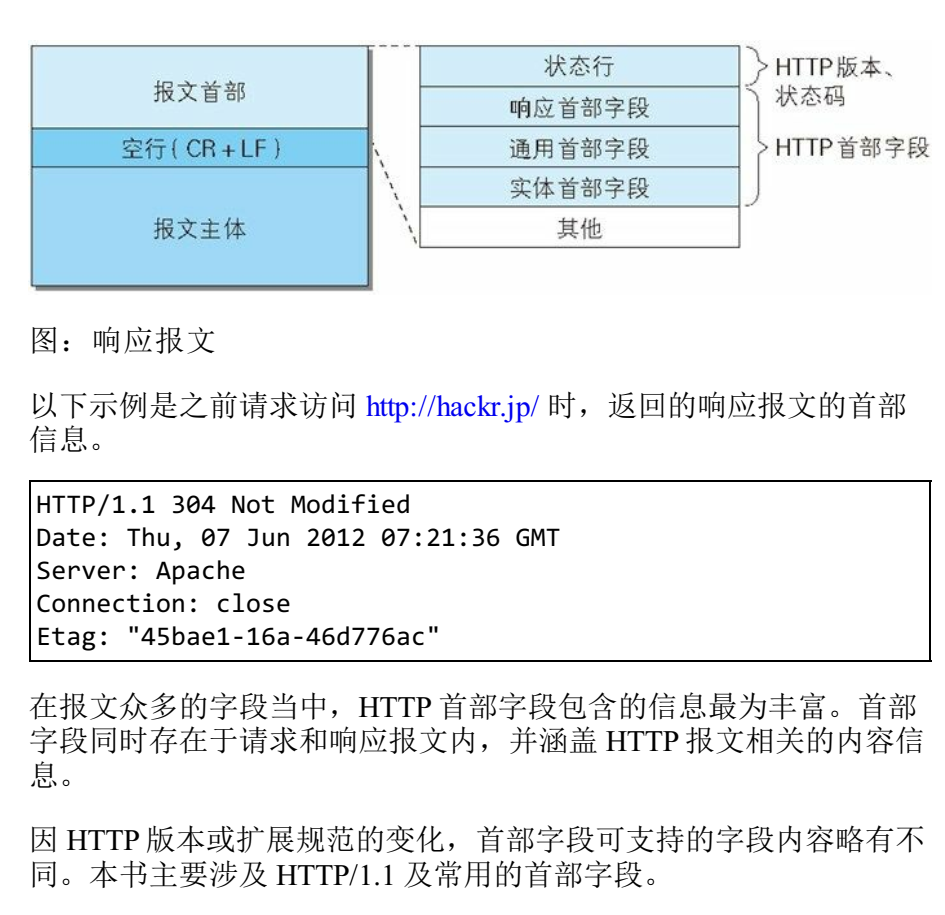 报文首部
空行(CR+LF)
报文主体
状态行
响应首部字段
通用首部字段
实体首部字段
其他
HTTP版本、
状态码
HTTP首部字段
图：响应报文
以下示例是之前请求访问 http://hackr.jp/ 时，返回的响应报文的首部
信息。
HTTP/1.1 304 Not Modified
Date: Thu, 07 Jun 2012 07:21:36 GMT
Server: Apache
Connection: close
Etag: "45bae1-16a-46d776ac"
在报文众多的字段当中，HTTP 首部字段包含的信息最为丰富。首部
字段同时存在于请求和响应报文内，并涵盖 HTTP 报文相关的内容信
息。
因 HTTP 版本或扩展规范的变化，首部字段可支持的字段内容略有不
同。本书主要涉及 HTTP/1.1 及常用的首部字段。